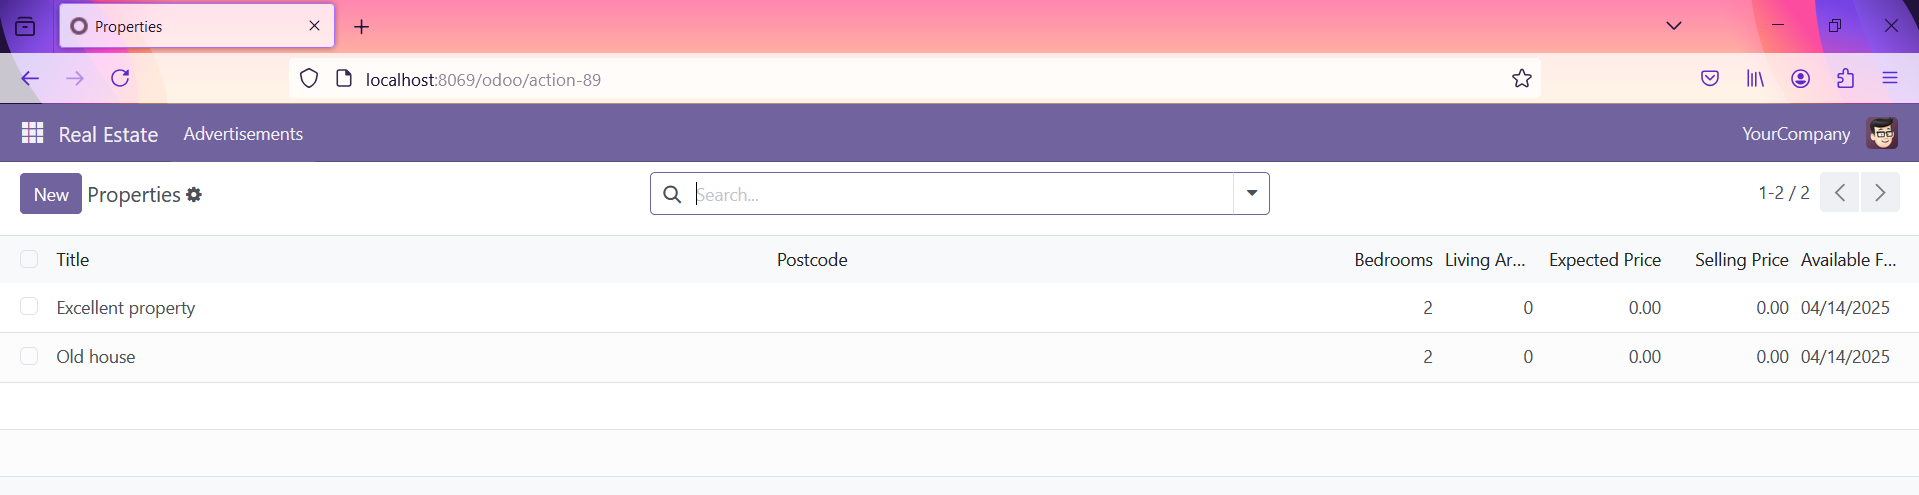 Properties
localhost:8069/odoo/action-89
Real Estate Advertisements YourCompany
New Properties Search... 1-2 / 2
Title Postcode Bedrooms Living Ar... Expected Price Selling Price Available F...
Excellent property 2 0 0.00 0.00 04/14/2025
Old house 2 0 0.00 0.00 04/14/2025